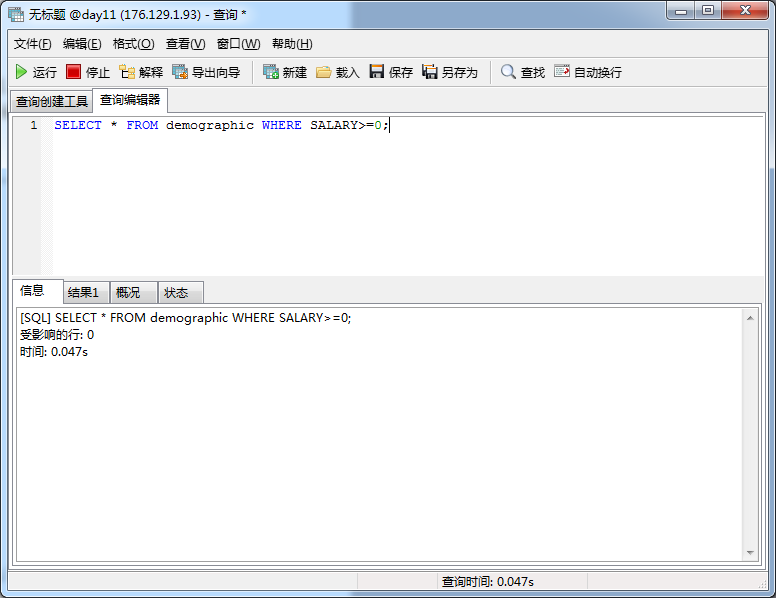 无标题 @day11 (176.129.1.93) - 查询 *
文件(F) 编辑(E) 格式(O) 查看(V) 窗口(W) 帮助(H)
运行 停止 解释 导出向导 新建 载入 保存 另存为 查找 自动换行
查询创建工具 查询编辑器
1 SELECT * FROM demographic WHERE SALARY>=0;
信息 结果1 概况 状态
[SQL] SELECT * FROM demographic WHERE SALARY>=0;
受影响的行: 0
时间: 0.047s
查询时间: 0.047s